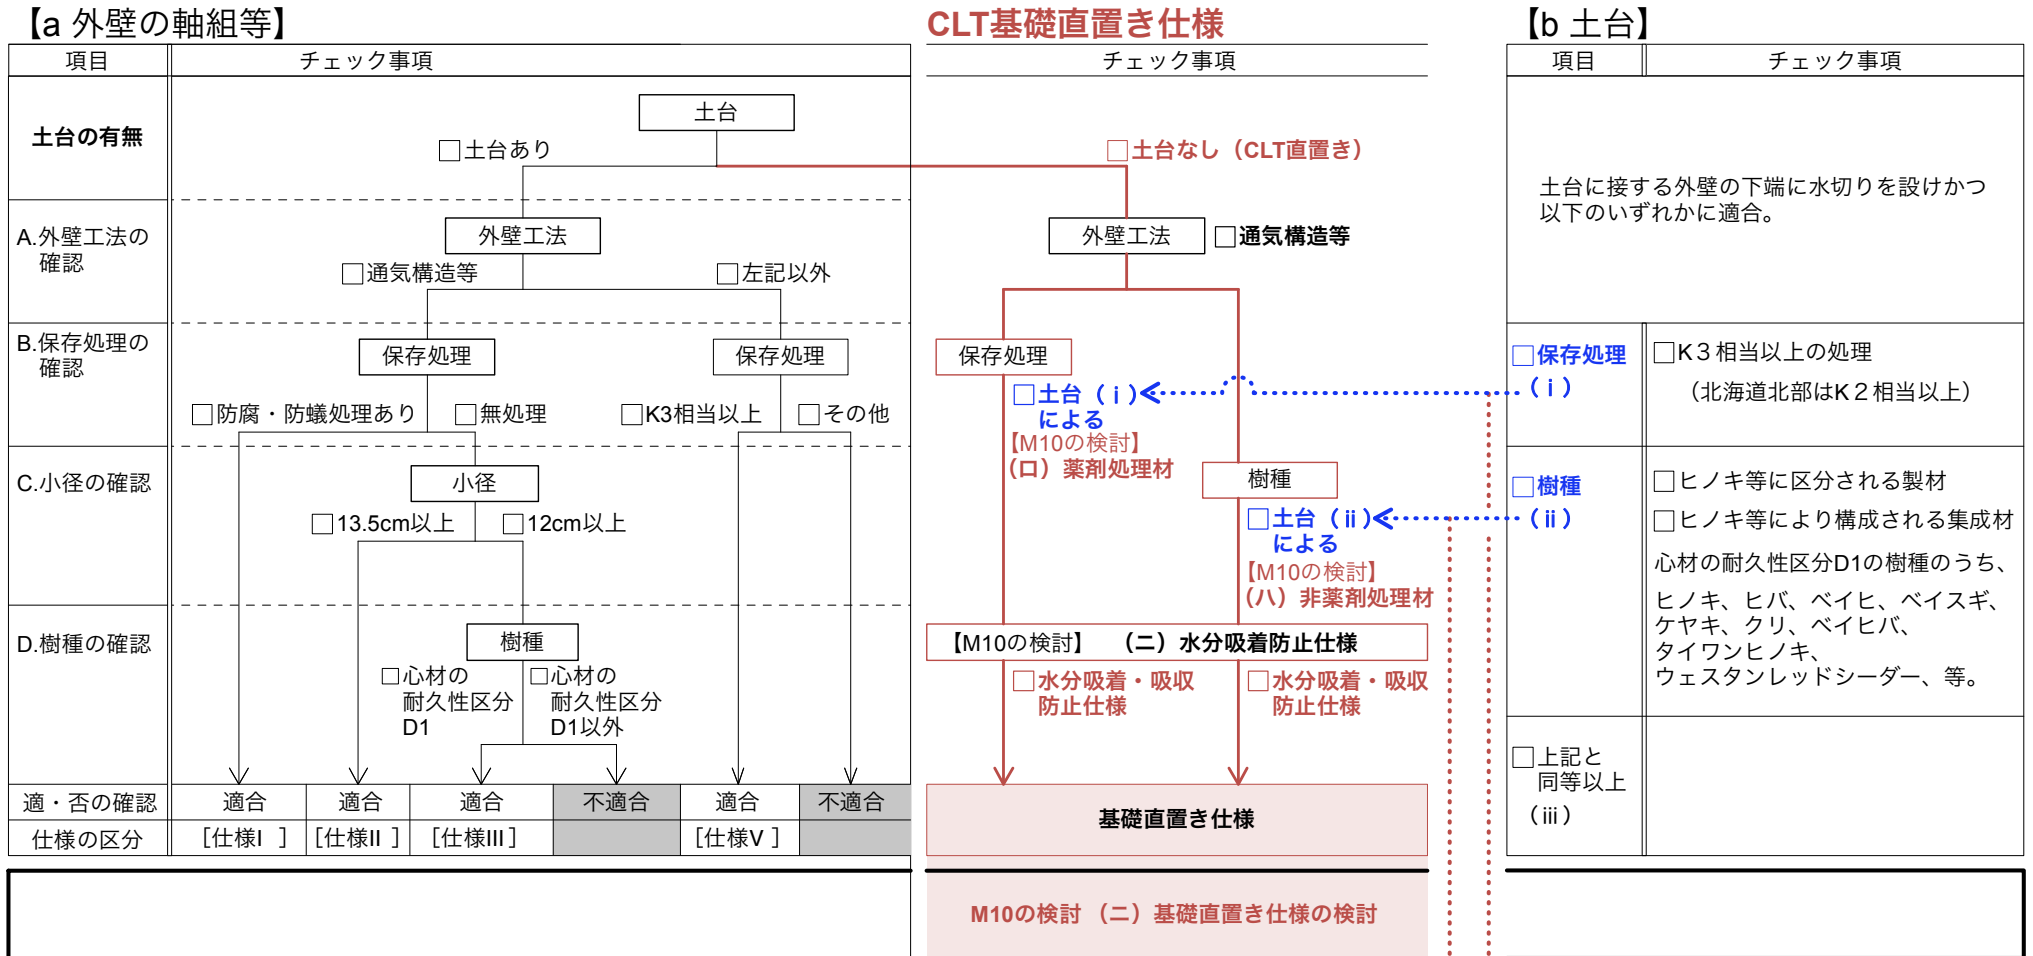 【a 外壁の軸組等】
項目
チェック事項
土台の有無
土台
□土台あり
A.外壁工法の
確認
外壁工法
□通気構造等
□左記以外
B.保存処理の
確認
保存処理
保存処理
□防腐・防蟻処理あり
□無処理
□K3相当以上
□その他
C.小径の確認
小径
□13.5cm以上
□12cm以上
D.樹種の確認
樹種
□心材の
耐久性区分
D1
□心材の
耐久性区分
D1以外
適・否の確認
適合
適合
適合
不適合
適合
不適合
仕様の区分
[仕様I ]
[仕様II ]
[仕様III]
[仕様V ]
CLT基礎直置き仕様
チェック事項
□土台なし（CLT直置き）
外壁工法
□通気構造等
保存処理
□土台（ⅰ）
による
【M10の検討】
（ロ）薬剤処理材
樹種
□土台（ⅱ）
による
【M10の検討】
（ハ）非薬剤処理材
【M10の検討】 （ニ）水分吸着防止仕様
□水分吸着・吸収
防止仕様
□水分吸着・吸収
防止仕様
基礎直置き仕様
M10の検討（ニ）基礎直置き仕様の検討
【b 土台】
項目
チェック事項
土台に接する外壁の下端に水切りを設けかつ
以下のいずれかに適合。
□保存処理
（ⅰ）
□K３相当以上の処理
（北海道北部はK２相当以上）
□樹種
（ⅱ）
□ヒノキ等に区分される製材
□ヒノキ等により構成される集成材
心材の耐久性区分D1の樹種のうち、
ヒノキ、ヒバ、ベイヒ、ベイスギ、
ケヤキ、クリ、ベイヒバ、
タイワンヒノキ、
ウェスタンレッドシーダー、等。
□上記と
同等以上
（ⅲ）